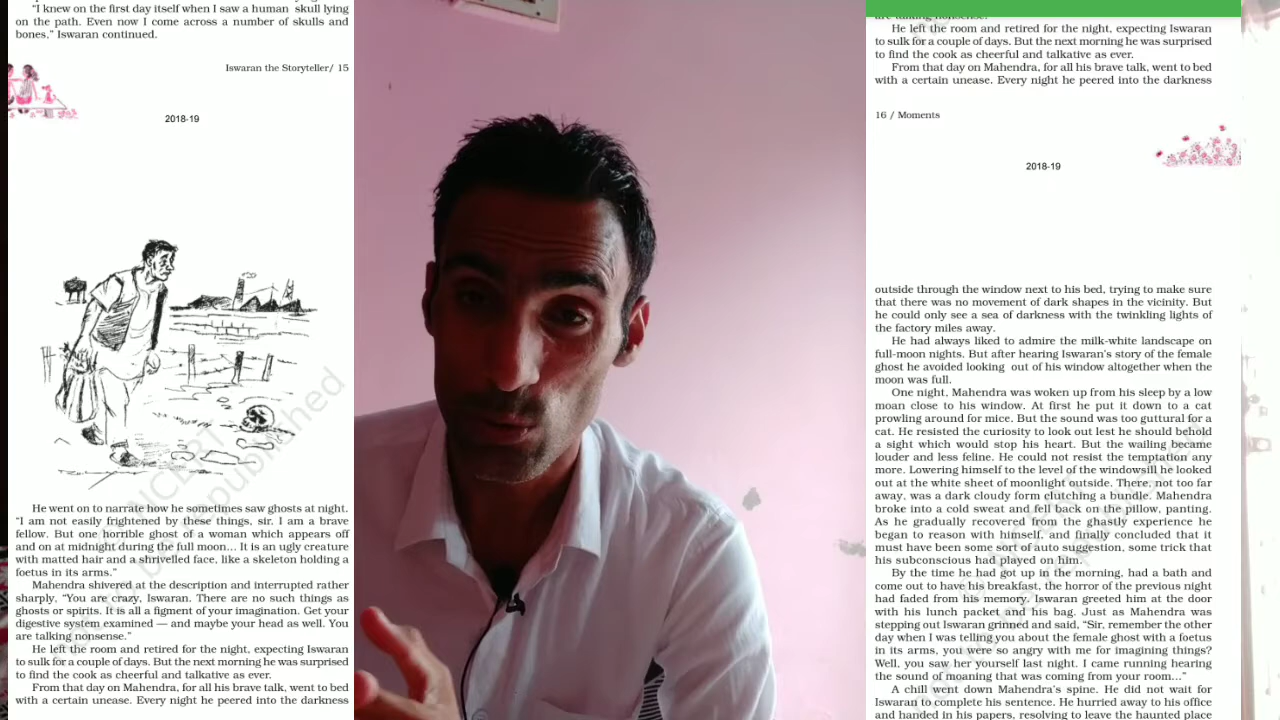 "I knew on the first day itself when I saw a human skull lying
on the path. Even now I come across a number of skulls and
bones," Iswaran continued.
Iswaran the Storyteller/ 15
2018-19
He went on to narrate how he sometimes saw ghosts at night.
"I am not easily frightened by these things, sir. I am a brave
fellow. But one horrible ghost of a woman which appears off
and on at midnight during the full moon... It is an ugly creature
with matted hair and a shrivelled face, like a skeleton holding a
foetus in its arms."
Mahendra shivered at the description and interrupted rather
sharply, "You are crazy, Iswaran. There are no such things as
ghosts or spirits. It is all a figment of your imagination. Get your
digestive system examined — and maybe your head as well. You
are talking nonsense."
He left the room and retired for the night, expecting Iswaran
to sulk for a couple of days. But the next morning he was surprised
to find the cook as cheerful and talkative as ever.
From that day on Mahendra, for all his brave talk, went to bed
with a certain unease. Every night he peered into the darkness
are talking nonsense."
He left the room and retired for the night, expecting Iswaran
to sulk for a couple of days. But the next morning he was surprised
to find the cook as cheerful and talkative as ever.
From that day on Mahendra, for all his brave talk, went to bed
with a certain unease. Every night he peered into the darkness
16 / Moments
2018-19
outside through the window next to his bed, trying to make sure
that there was no movement of dark shapes in the vicinity. But
he could only see a sea of darkness with the twinkling lights of
the factory miles away.
He had always liked to admire the milk-white landscape on
full-moon nights. But after hearing Iswaran's story of the female
ghost he avoided looking out of his window altogether when the
moon was full.
One night, Mahendra was woken up from his sleep by a low
moan close to his window. At first he put it down to a cat
prowling around for mice. But the sound was too guttural for a
cat. He resisted the curiosity to look out lest he should behold
a sight which would stop his heart. But the wailing became
louder and less feline. He could not resist the temptation any
more. Lowering himself to the level of the windowsill he looked
out at the white sheet of moonlight outside. There, not too far
away, was a dark cloudy form clutching a bundle. Mahendra
broke into a cold sweat and fell back on the pillow, panting.
As he gradually recovered from the ghastly experience he
began to reason with himself, and finally concluded that it
must have been some sort of auto suggestion, some trick that
his subconscious had played on him.
By the time he had got up in the morning, had a bath and
come out to have his breakfast, the horror of the previous night
had faded from his memory. Iswaran greeted him at the door
with his lunch packet and his bag. Just as Mahendra was
stepping out Iswaran grinned and said, "Sir, remember the other
day when I was telling you about the female ghost with a foetus
in its arms, you were so angry with me for imagining things?
Well, you saw her yourself last night. I came running hearing
the sound of moaning that was coming from your room..."
A chill went down Mahendra's spine. He did not wait for
Iswaran to complete his sentence. He hurried away to his office
and handed in his papers, resolving to leave the haunted place